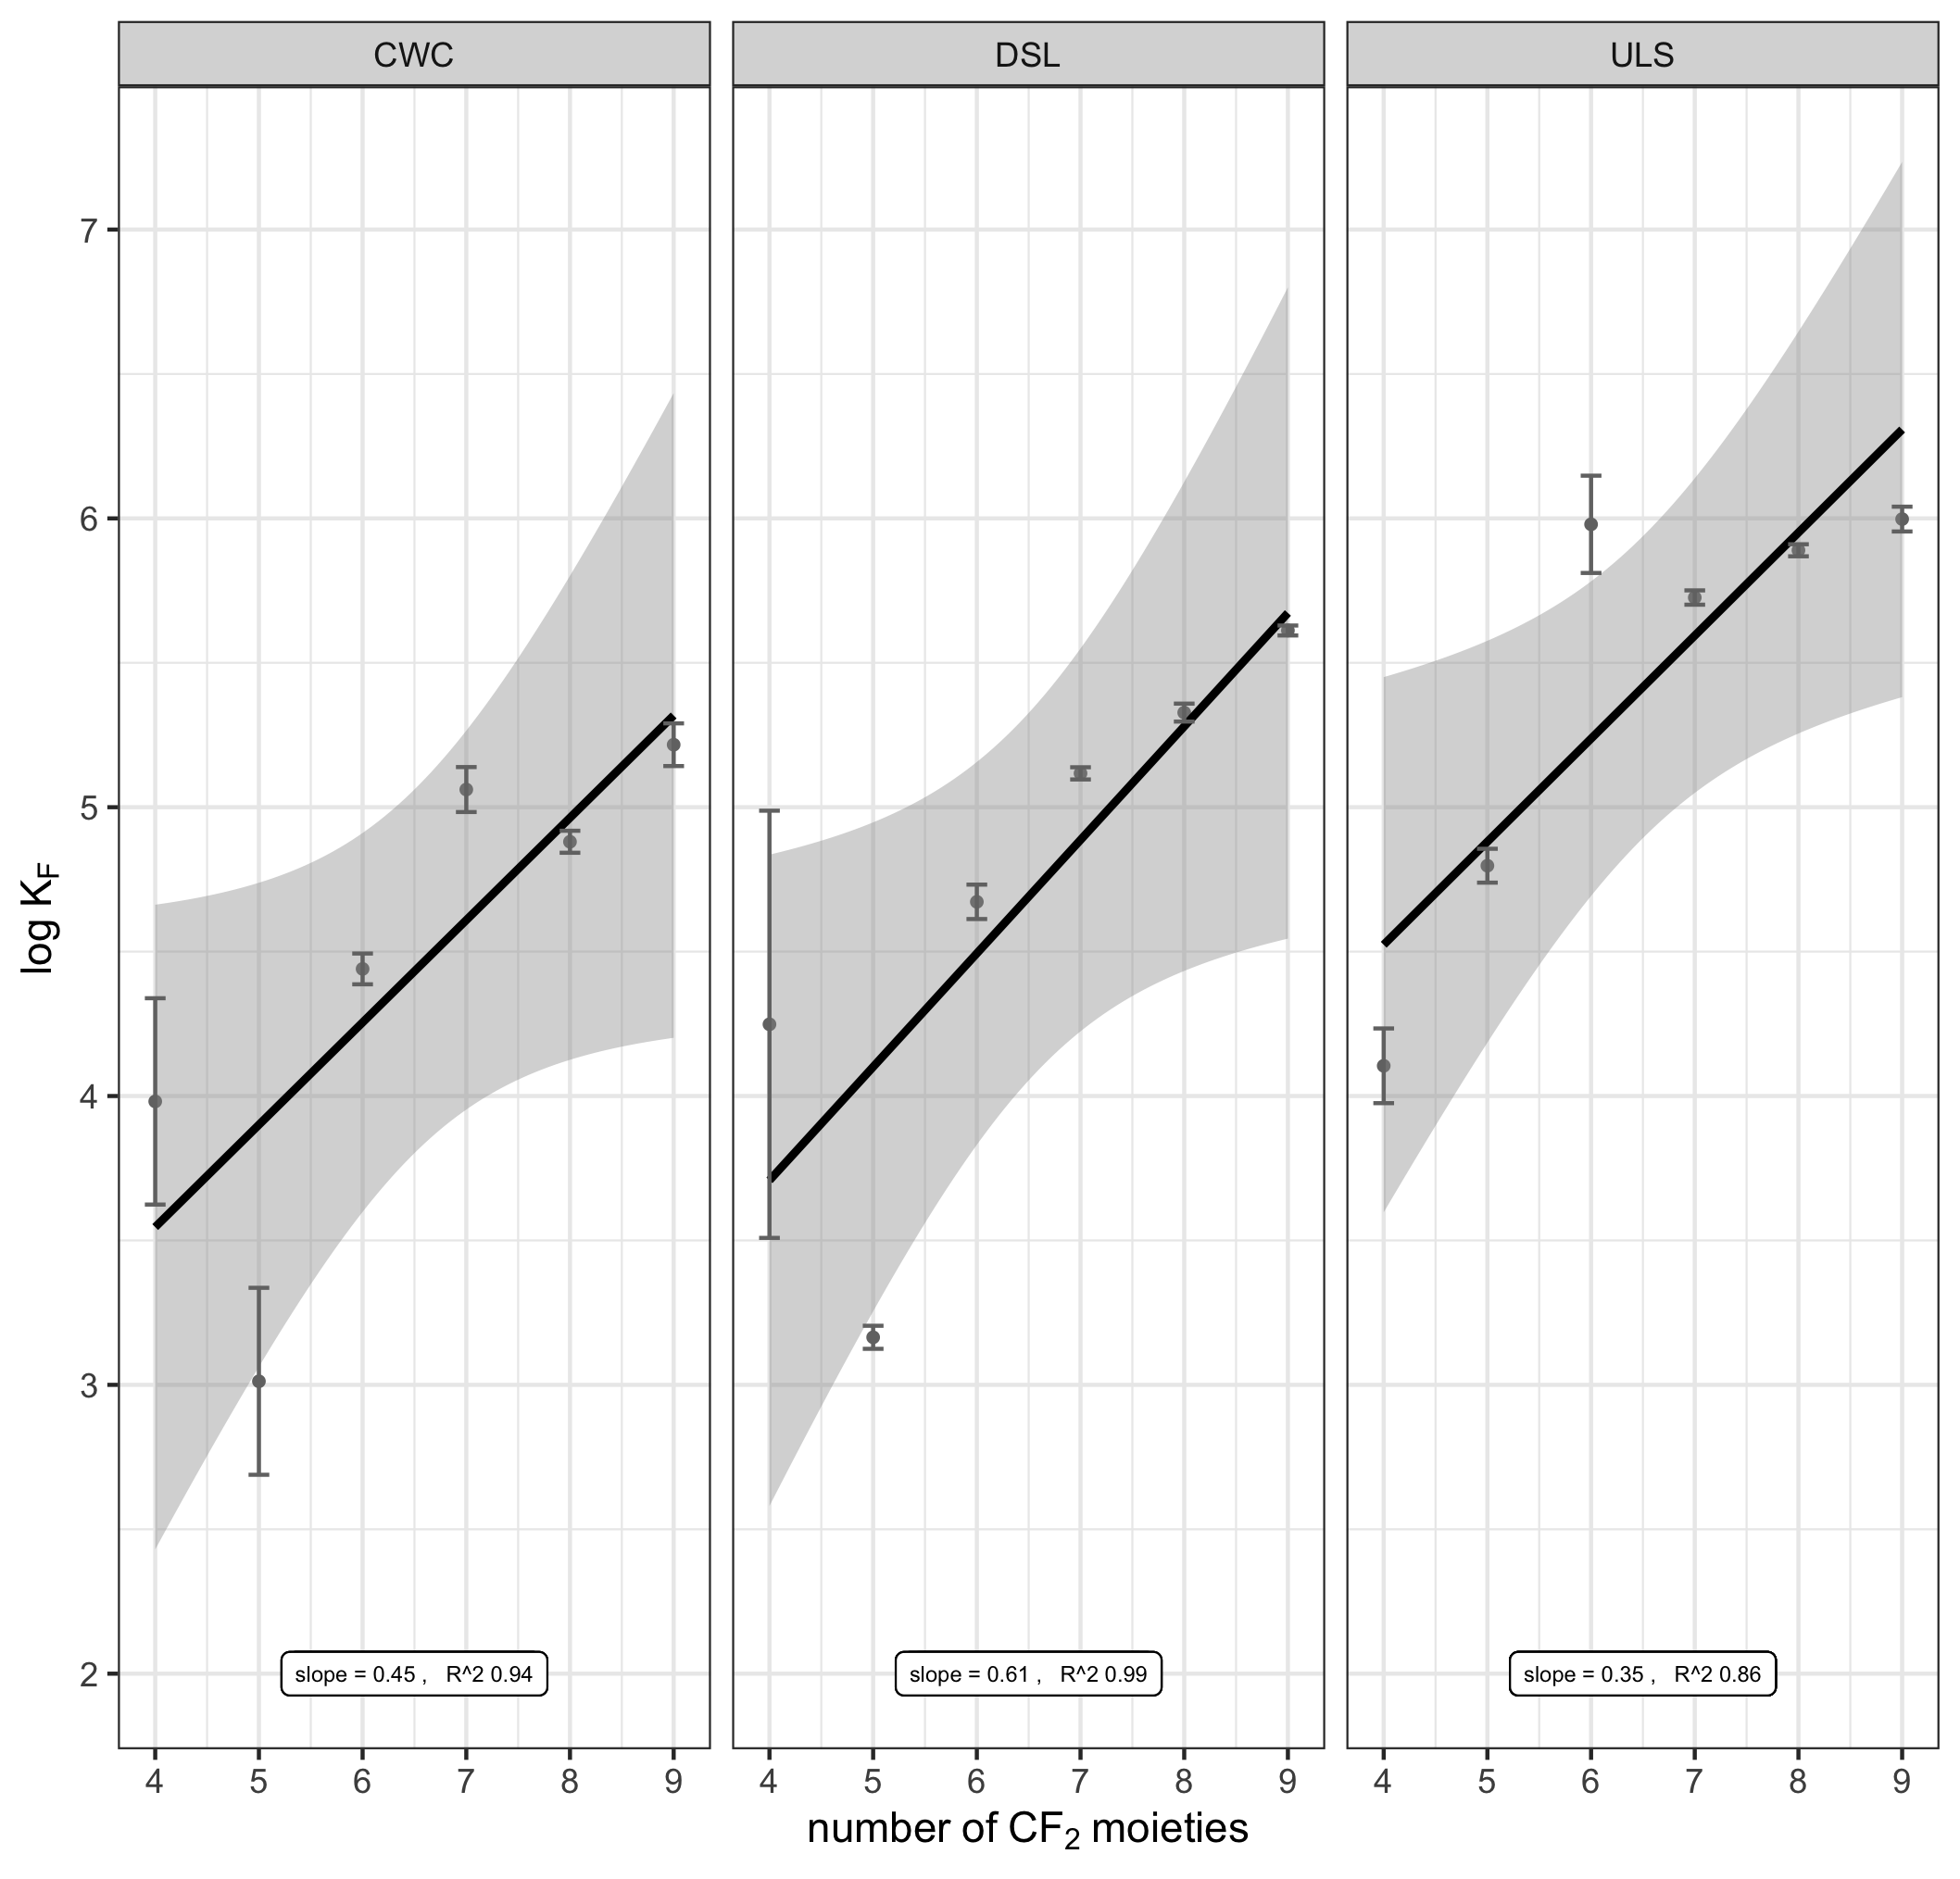 CWC DSL ULS
7
6
5
4
3
2
log K_F
slope = 0.45 , R^2 0.94
slope = 0.61 , R^2 0.99
slope = 0.35 , R^2 0.86
4 5 6 7 8 9 4 5 6 7 8 9 4 5 6 7 8 9
number of CF₂ moieties